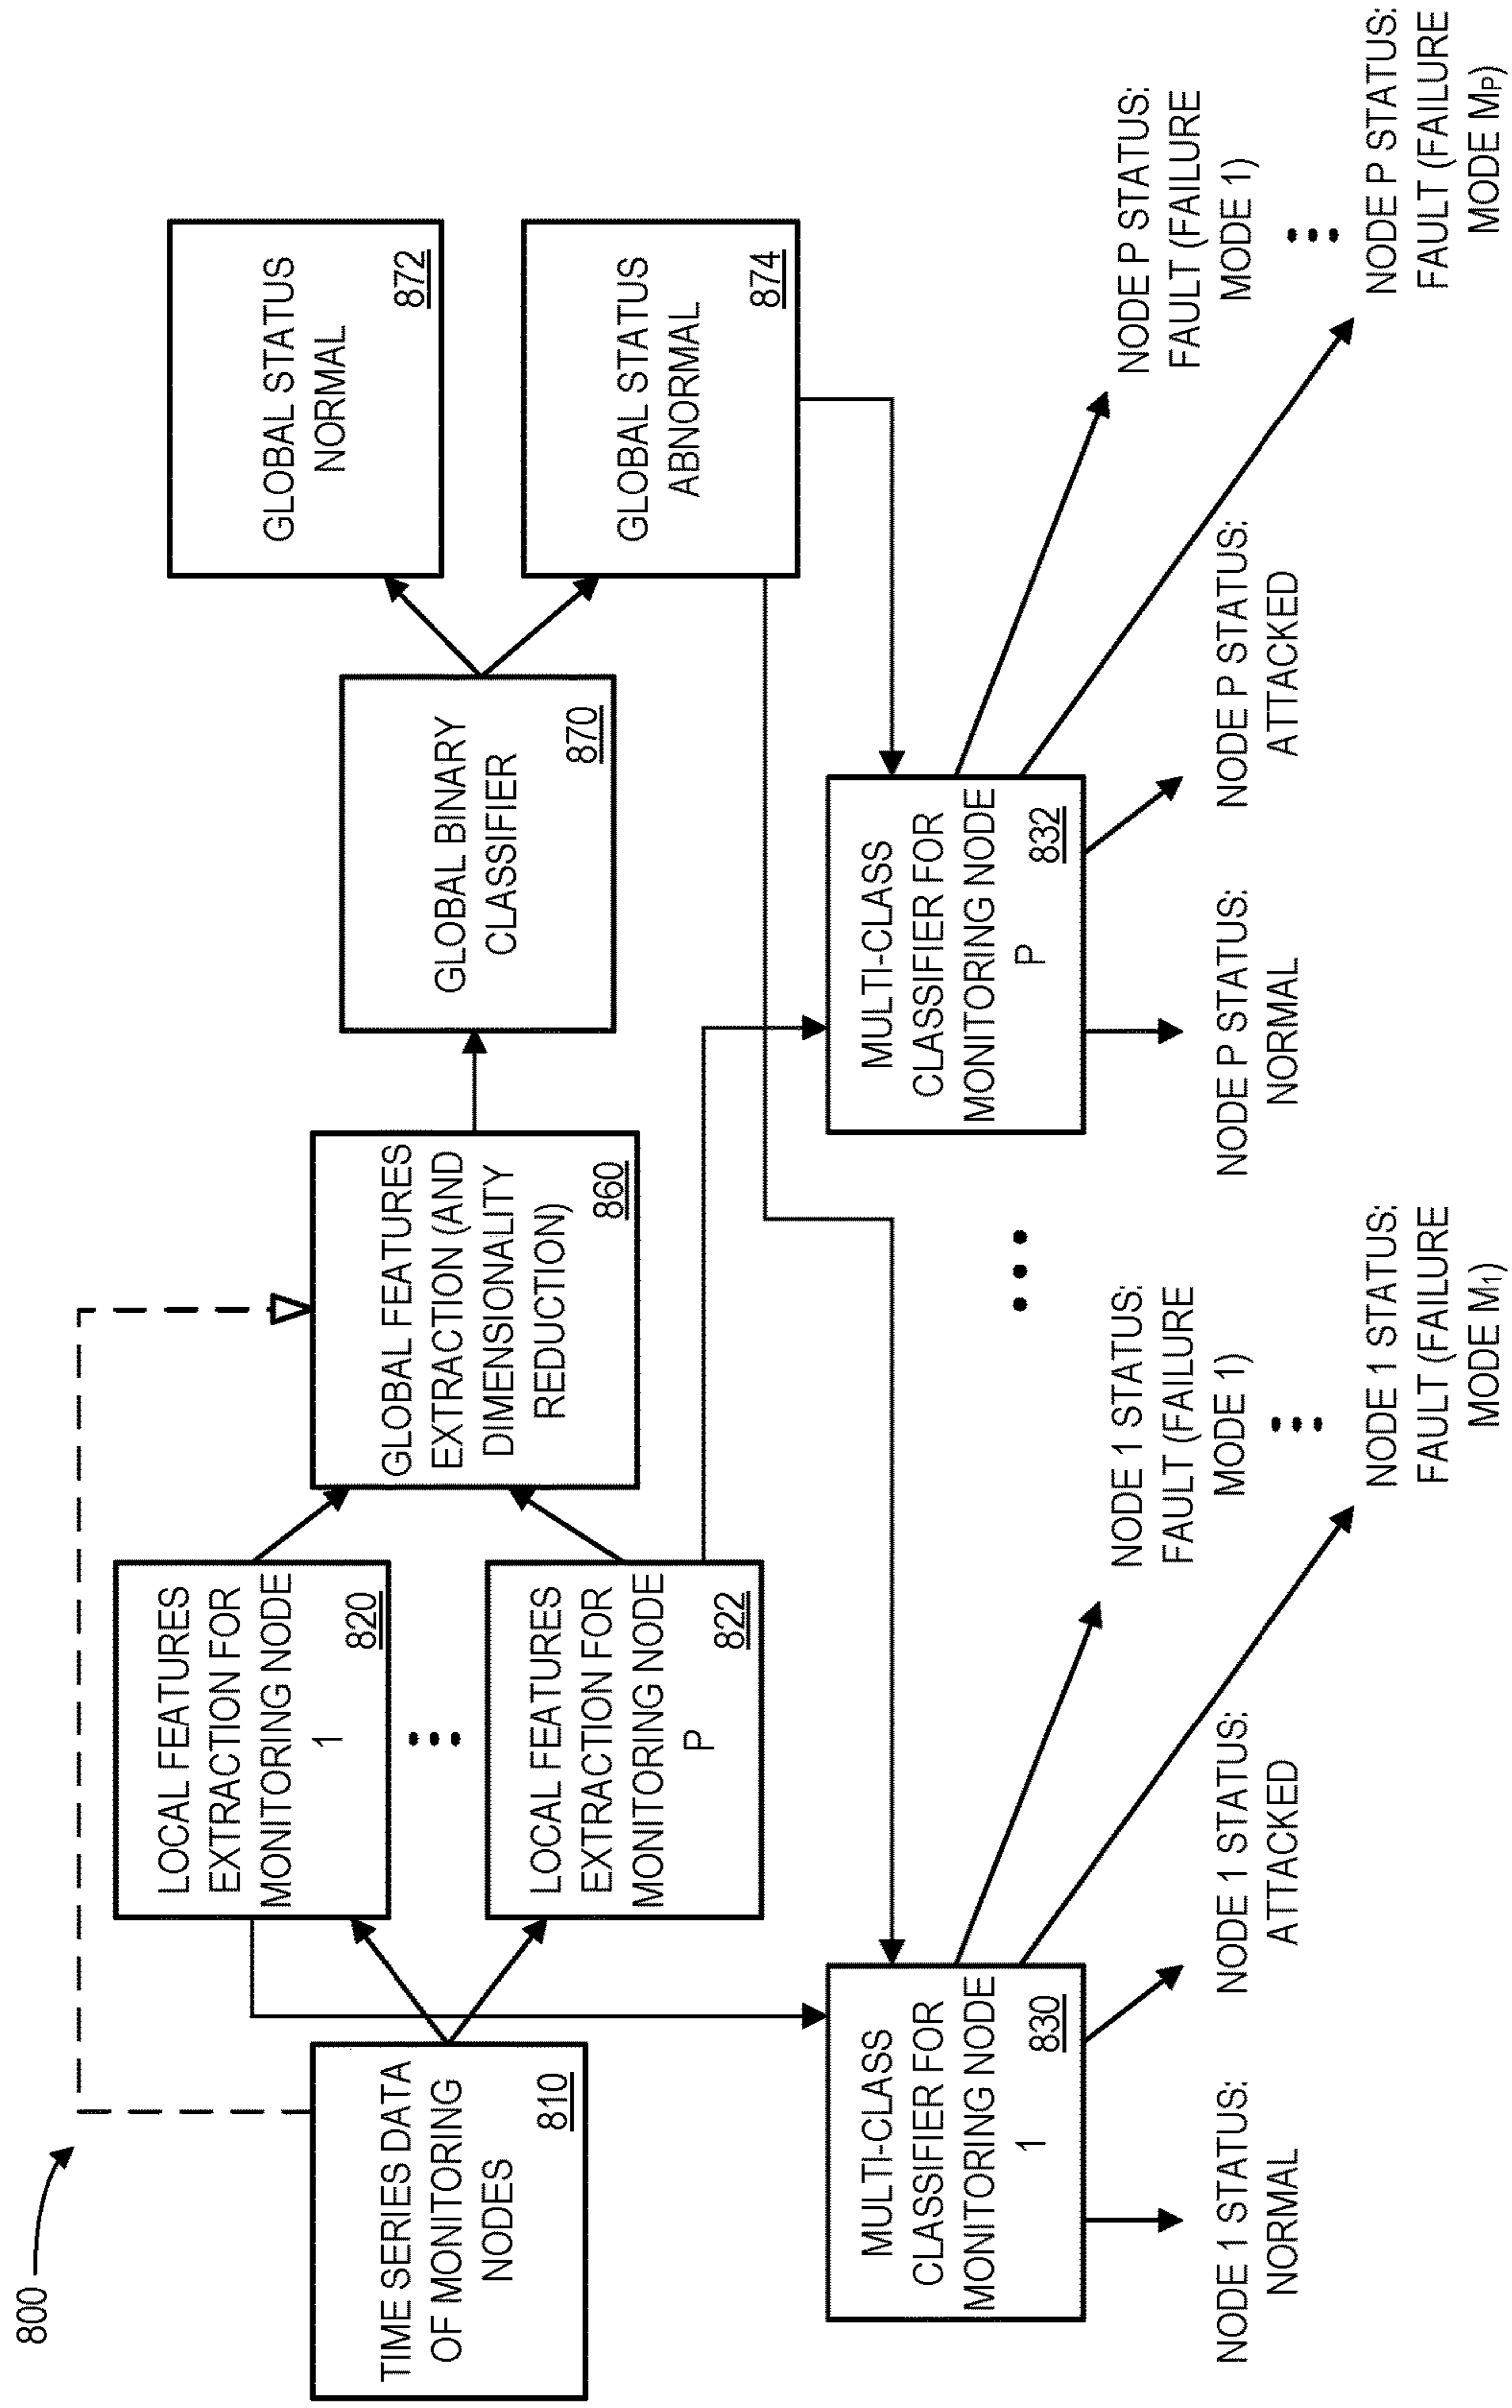 800
TIME SERIES DATA
OF MONITORING
NODES
810
LOCAL FEATURES
EXTRACTION FOR
MONITORING NODE
1
820
LOCAL FEATURES
EXTRACTION FOR
MONITORING NODE
P
822
GLOBAL FEATURES
EXTRACTION (AND
DIMENSIONALITY
REDUCTION)
860
GLOBAL BINARY
CLASSIFIER
870
GLOBAL STATUS
NORMAL
872
GLOBAL STATUS
ABNORMAL
874
MULTI-CLASS
CLASSIFIER FOR
MONITORING NODE
1
830
MULTI-CLASS
CLASSIFIER FOR
MONITORING NODE
P
832
NODE 1 STATUS:
NORMAL
NODE 1 STATUS:
ATTACKED
NODE 1 STATUS:
FAULT (FAILURE
MODE 1)
NODE 1 STATUS:
FAULT (FAILURE
MODE M₁)
NODE P STATUS:
NORMAL
NODE P STATUS:
ATTACKED
NODE P STATUS:
FAULT (FAILURE
MODE 1)
NODE P STATUS:
FAULT (FAILURE
MODE Mₚ)